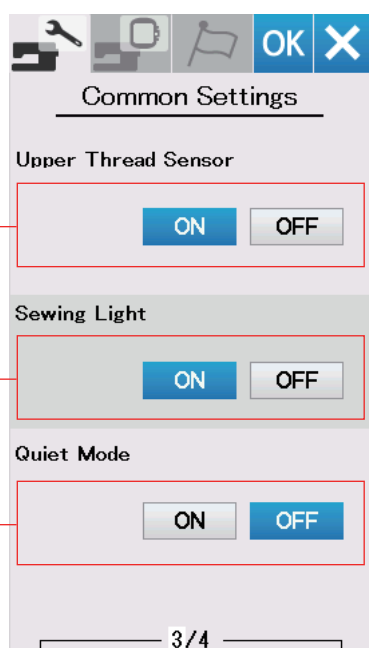 OK
Common Settings
Upper Thread Sensor
ON OFF
Sewing Light
ON OFF
Quiet Mode
ON OFF
3/4